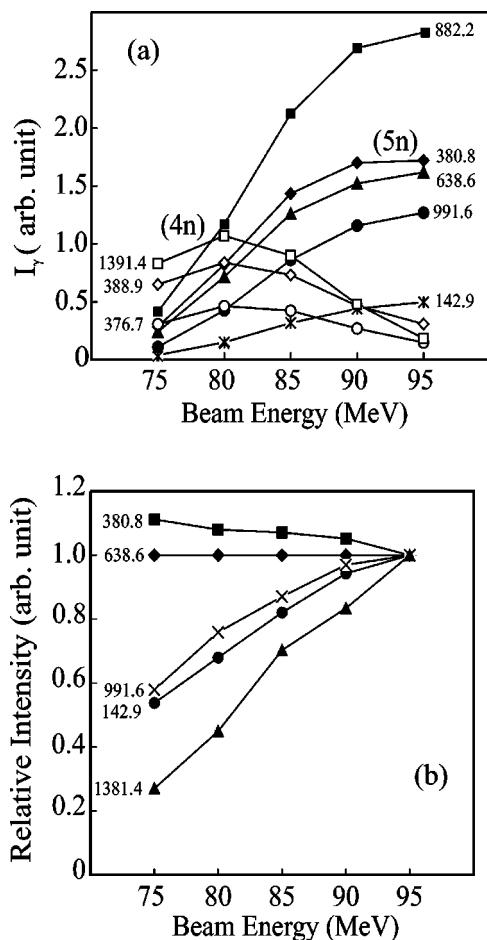 (a)
882.2
2.5
2.0
(5n)
380.8
1.5
638.6
(4n)
991.6
1391.4
1.0
388.9
0.5
142.9
376.7
0
75 80 85 90 95
Beam Energy (MeV)
Iγ ( arb. unit)
1.2
380.8
1.0
638.6
0.8
991.6
0.6
142.9
0.4
(b)
1381.4
0.2
0.0
75 80 85 90 95
Beam Energy (MeV)
Relative Intensity (arb. unit)